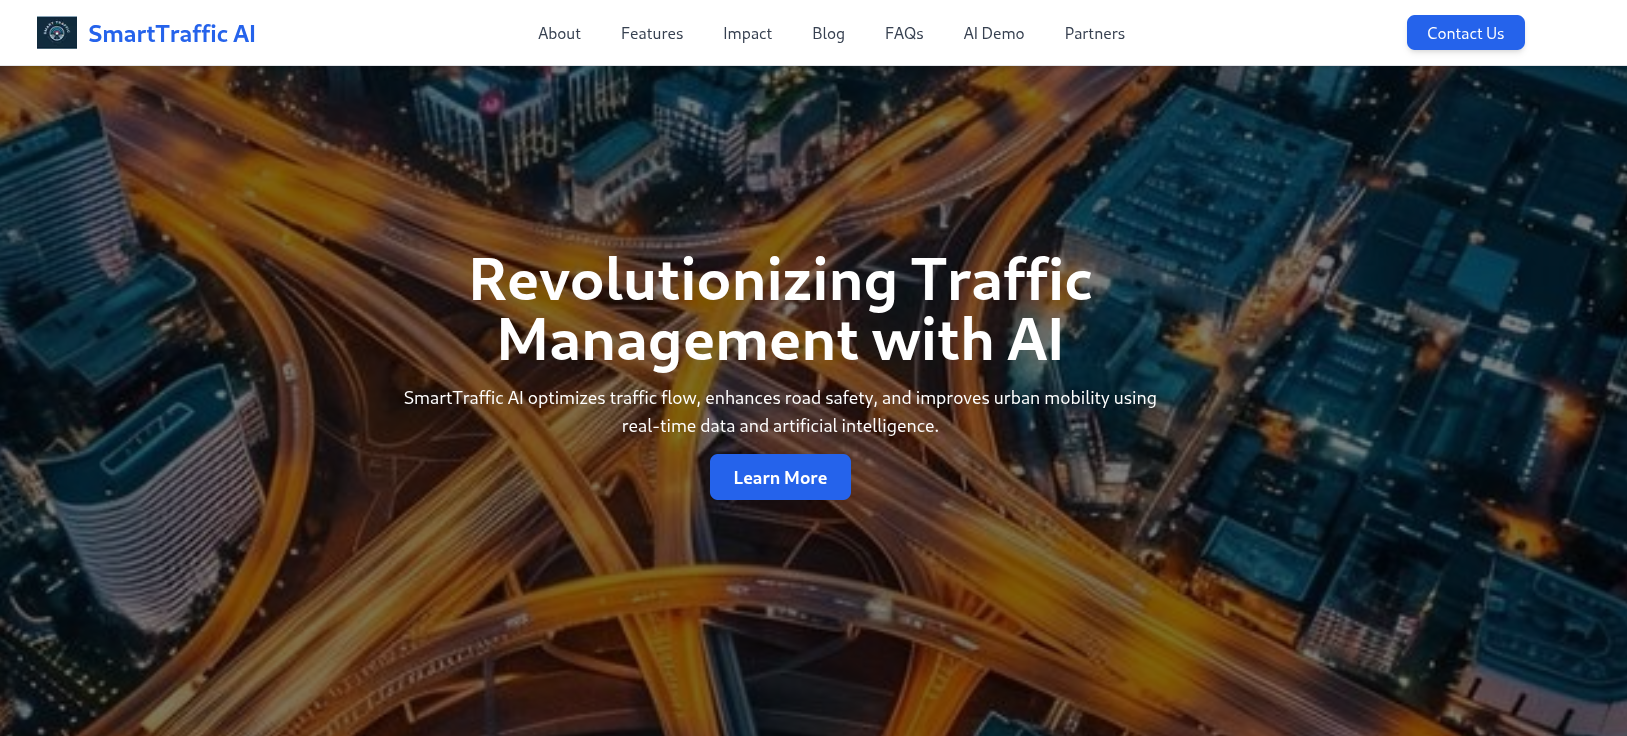 SMART TRAFFIC
SmartTraffic AI
About
Features
Impact
Blog
FAQs
AI Demo
Partners
Contact Us
Revolutionizing Traffic
Management with AI
SmartTraffic AI optimizes traffic flow, enhances road safety, and improves urban mobility using
real-time data and artificial intelligence.
Learn More